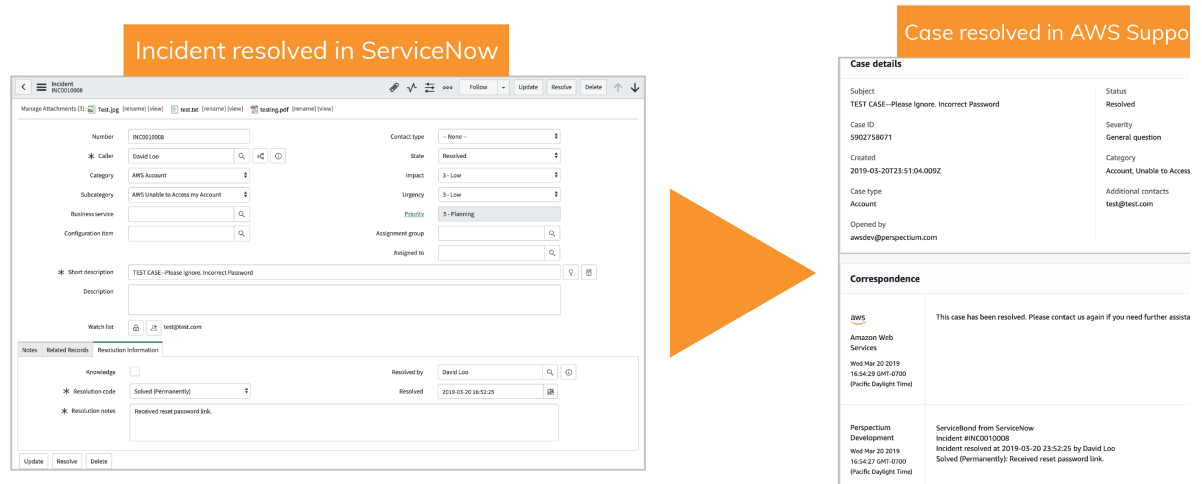 Incident resolved in ServiceNow
Incident
INC0010008
Follow
Update
Resolve
Delete
Manage Attachments (3): Test.jpg [rename] [view] test.txt [rename] [view] testing.pdf [rename] [view]
Number INC0010008
Contact type -- None --
Caller David Loo
State Resolved
Category AWS Account
Impact 3 - Low
Subcategory AWS Unable to Access my Account
Urgency 3 - Low
Business service
Priority 5 - Planning
Configuration item
Assignment group
Assigned to
Short description TEST CASE--Please Ignore. Incorrect Password
Description
Watch list test@test.com
Notes Related Records Resolution Information
Knowledge
Resolved by David Loo
Resolution code Solved (Permanently)
Resolved 2019-03-20 16:52:25
Resolution notes Received reset password link.
Update Resolve Delete
Case resolved in AWS Suppo
Case details
Subject
TEST CASE--Please Ignore. Incorrect Password
Status
Resolved
Case ID
5902758071
Severity
General question
Created
2019-03-20T23:51:04.009Z
Category
Account, Unable to Access
Case type
Account
Additional contacts
test@test.com
Opened by
awsdev@perspectium.com
Correspondence
aws
Amazon Web
Services
Wed Mar 20 2019
16:54:29 GMT-0700
(Pacific Daylight Time)
This case has been resolved. Please contact us again if you need further assista
Perspectium
Development
Wed Mar 20 2019
16:54:27 GMT-0700
(Pacific Daylight Time)
ServiceBond from ServiceNow
Incident #INC0010008
Incident resolved at 2019-03-20 23:52:25 by David Loo
Solved (Permanently): Received reset password link.